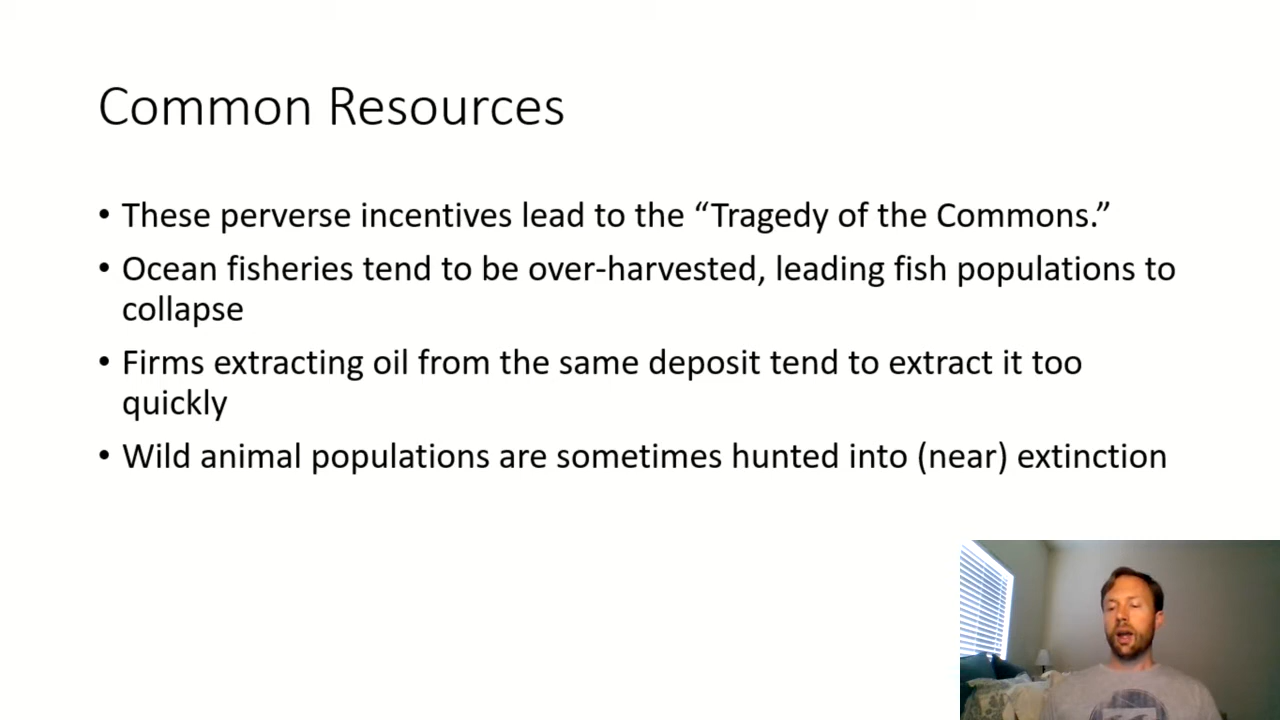 Common Resources
• These perverse incentives lead to the “Tragedy of the Commons.”
• Ocean fisheries tend to be over-harvested, leading fish populations to
collapse
• Firms extracting oil from the same deposit tend to extract it too
quickly
• Wild animal populations are sometimes hunted into (near) extinction